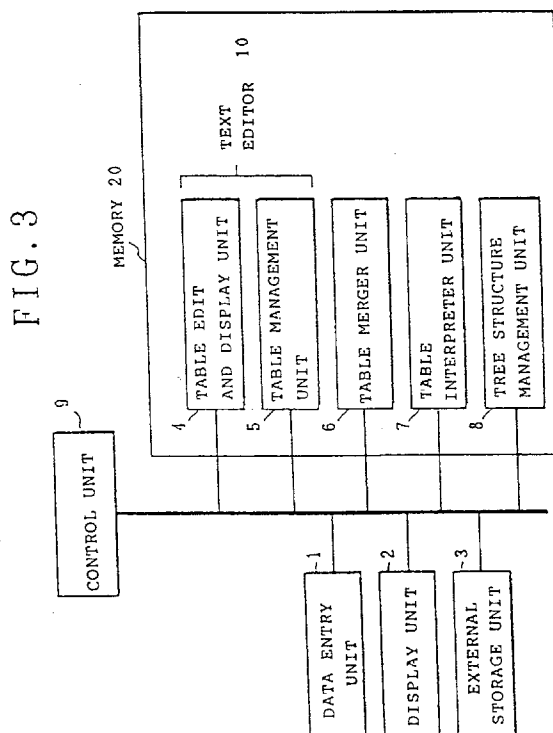 FIG.3
CONTROL UNIT
9
MEMORY 20
TABLE EDIT
AND DISPLAY UNIT
4
TABLE MANAGEMENT
UNIT
5
TEXT
EDITOR
10
TABLE MERGER UNIT
6
TABLE
INTERPRETER UNIT
7
TREE STRUCTURE
MANAGEMENT UNIT
8
DATA ENTRY
UNIT
1
DISPLAY UNIT
2
EXTERNAL
STORAGE UNIT
3